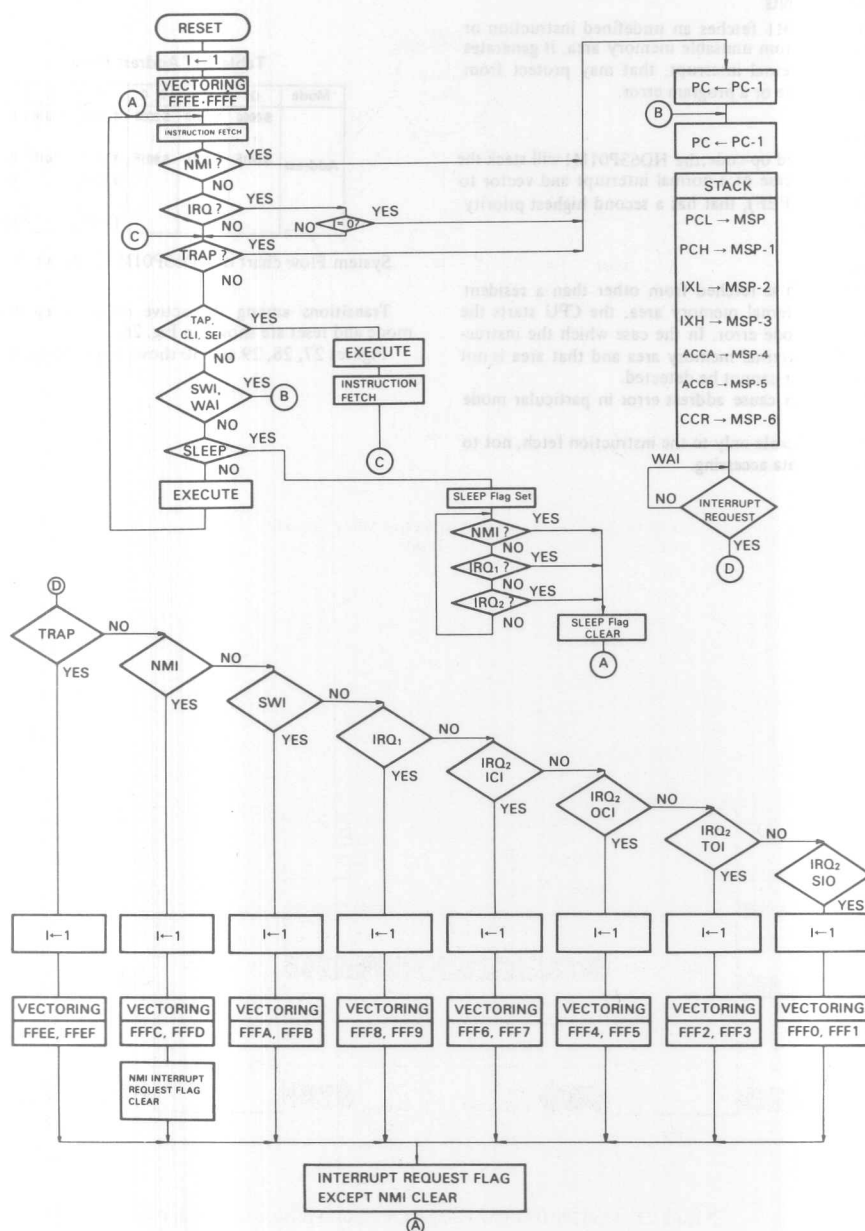 RESET
I ← 1
VECTORING
FFFE·FFFF
A
INSTRUCTION FETCH
NMI ?
YES
NO
IRQ ?
YES
NO
I = 0?
YES
NO
C
TRAP ?
YES
NO
TAP,
CLI, SEI
NO
SWI,
WAI
YES
B
NO
SLEEP
YES
NO
EXECUTE
EXECUTE
INSTRUCTION
FETCH
C
PC ← PC-1
B
PC ← PC-1
STACK
PCL → MSP
PCH → MSP-1
IXL → MSP-2
IXH → MSP-3
ACCA → MSP-4
ACCB → MSP-5
CCR → MSP-6
WAI
NO
INTERRUPT
REQUEST
YES
D
SLEEP Flag Set
NMI ?
YES
NO
IRQ1 ?
YES
NO
IRQ2 ?
YES
NO
SLEEP Flag
CLEAR
A
D
TRAP
NO
YES
NMI
NO
YES
SWI
NO
YES
IRQ1
NO
YES
IRQ2
ICI
NO
YES
IRQ2
OCI
NO
YES
IRQ2
TOI
NO
YES
IRQ2
SIO
YES
I←1
I←1
I←1
I←1
I←1
I←1
I←1
I←1
VECTORING
FFEE, FFEF
VECTORING
FFFC, FFFD
VECTORING
FFFA, FFFB
VECTORING
FFF8, FFF9
VECTORING
FFF6, FFF7
VECTORING
FFF4, FFF5
VECTORING
FFF2, FFF3
VECTORING
FFF0, FFF1
NMI INTERRUPT
REQUEST FLAG
CLEAR
INTERRUPT REQUEST FLAG
EXCEPT NMI CLEAR
A